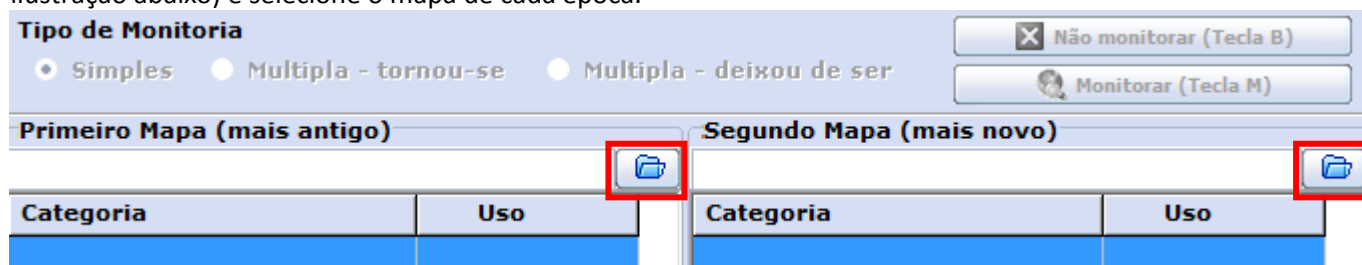 ilustração abaixo) e selecione o mapa de cada época.
Tipo de Monitoria
Não monitorar (Tecla B)
Simples Multipla - tornou-se Multipla - deixou de ser
Monitorar (Tecla M)
Primeiro Mapa (mais antigo) Segundo Mapa (mais novo)
Categoria Uso Categoria Uso